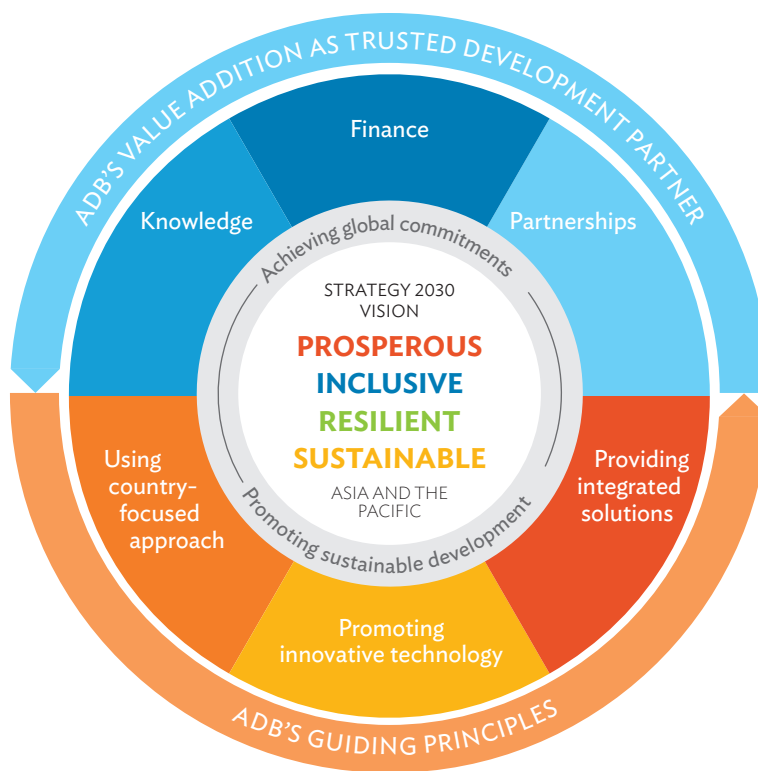 ADB'S VALUE ADDITION AS TRUSTED DEVELOPMENT PARTNER
Finance
Knowledge
Partnerships
Achieving global commitments
STRATEGY 2030
VISION
PROSPEROUS
INCLUSIVE
RESILIENT
SUSTAINABLE
ASIA AND THE
PACIFIC
Promoting sustainable development
Using
country-
focused
approach
Providing
integrated
solutions
Promoting
innovative technology
ADB'S GUIDING PRINCIPLES